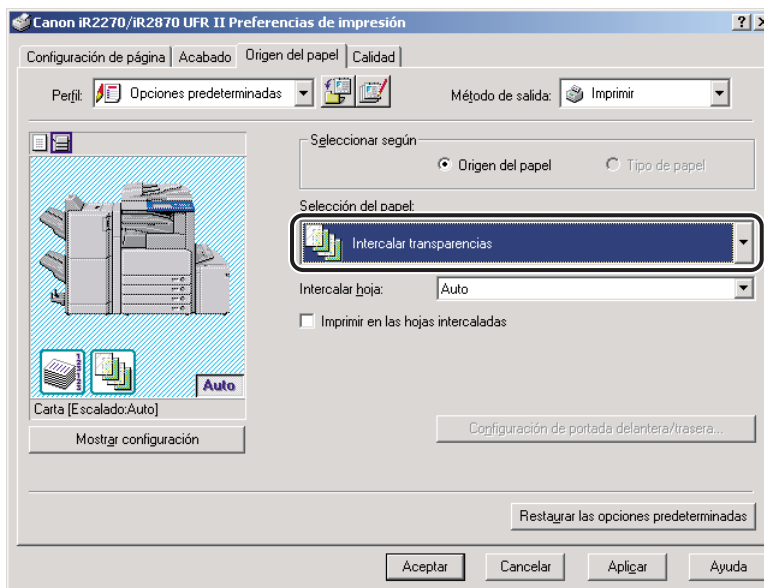 Canon iR2270/iR2870 UFR II Preferencias de impresión
Configuración de página Acabado Origen del papel Calidad
Perfil: Opciones predeterminadas Método de salida: Imprimir
Seleccionar según
Origen del papel Tipo de papel
Selección del papel:
Intercalar transparencias
Intercalar hoja: Auto
Imprimir en las hojas intercaladas
Auto
Carta [Escalado:Auto]
Mostrar configuración
Configuración de portada delantera/trasera...
Restaurar las opciones predeterminadas
Aceptar Cancelar Aplicar Ayuda